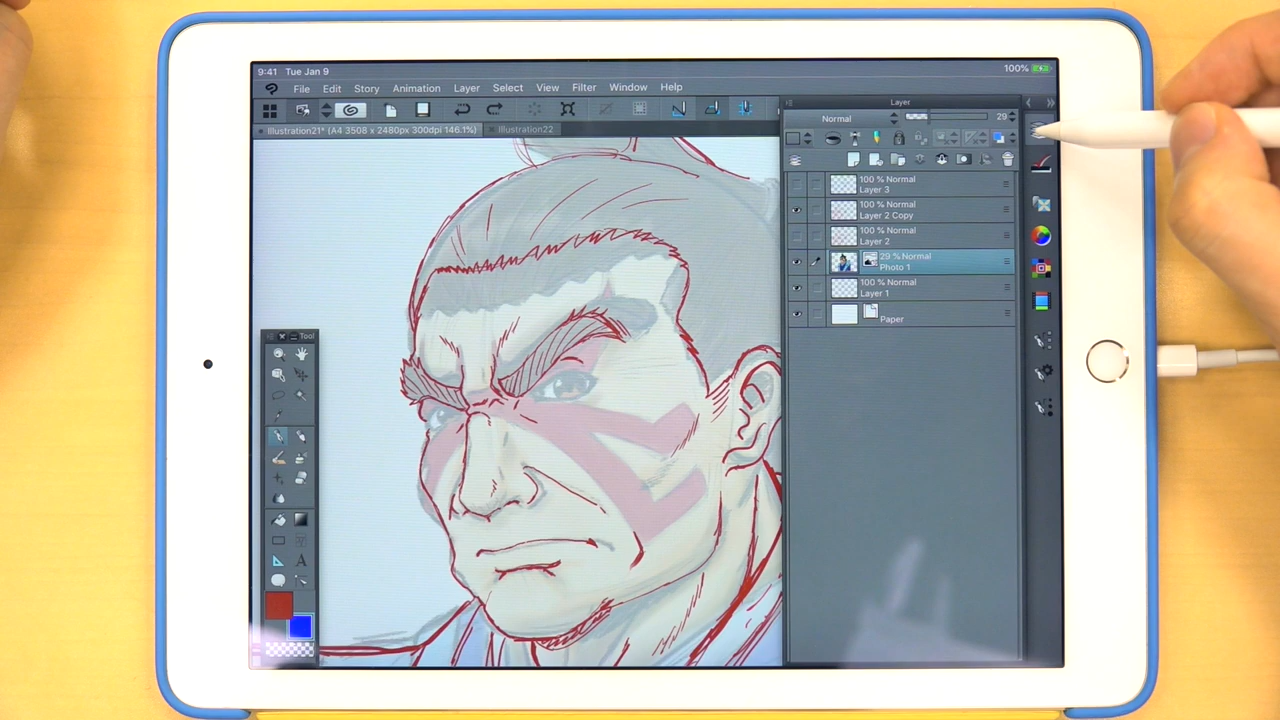 9:41 Tue Jan 9
100%
File Edit Story Animation Layer Select View Filter Window Help
Illustration21* (A4 3508 x 2480px 300dpi 146.1%) Illustration22
Layer
Normal 29
100 % Normal
Layer 3
100 % Normal
Layer 2 Copy
100 % Normal
Layer 2
29 % Normal
Photo 1
100 % Normal
Layer 1
Paper
Tool
A